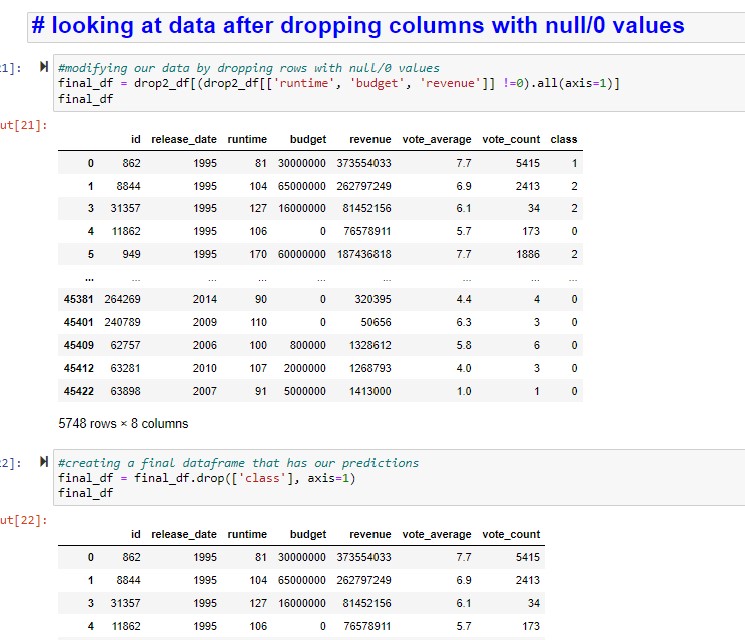 # looking at data after dropping columns with null/0 values
21]:
#modifying our data by dropping rows with null/0 values
final_df = drop2_df[(drop2_df[['runtime', 'budget', 'revenue']] !=0).all(axis=1)]
final_df
ut[21]:
id release_date runtime budget revenue vote_average vote_count class
0 862 1995 81 30000000 373554033 7.7 5415 1
1 8844 1995 104 65000000 262797249 6.9 2413 2
3 31357 1995 127 16000000 81452156 6.1 34 2
4 11862 1995 106 0 76578911 5.7 173 0
5 949 1995 170 60000000 187436818 7.7 1886 2
... ... ... ... ... ... ... ... ...
45381 264269 2014 90 0 320395 4.4 4 0
45401 240789 2009 110 0 50656 6.3 3 0
45409 62757 2006 100 800000 1328612 5.8 6 0
45412 63281 2010 107 2000000 1268793 4.0 3 0
45422 63898 2007 91 5000000 1413000 1.0 1 0
5748 rows × 8 columns
22]:
#creating a final dataframe that has our predictions
final_df = final_df.drop(['class'], axis=1)
final_df
ut[22]:
id release_date runtime budget revenue vote_average vote_count
0 862 1995 81 30000000 373554033 7.7 5415
1 8844 1995 104 65000000 262797249 6.9 2413
3 31357 1995 127 16000000 81452156 6.1 34
4 11862 1995 106 0 76578911 5.7 173